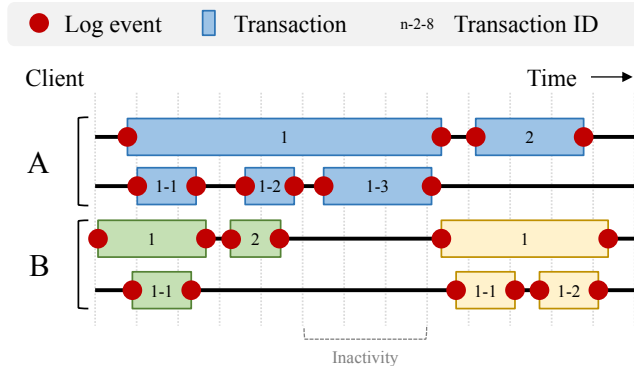 Log event Transaction n-2-8 Transaction ID
Client Time
A
1 2
1-1 1-2 1-3
B
1 2 1
1-1 1-1 1-2
Inactivity